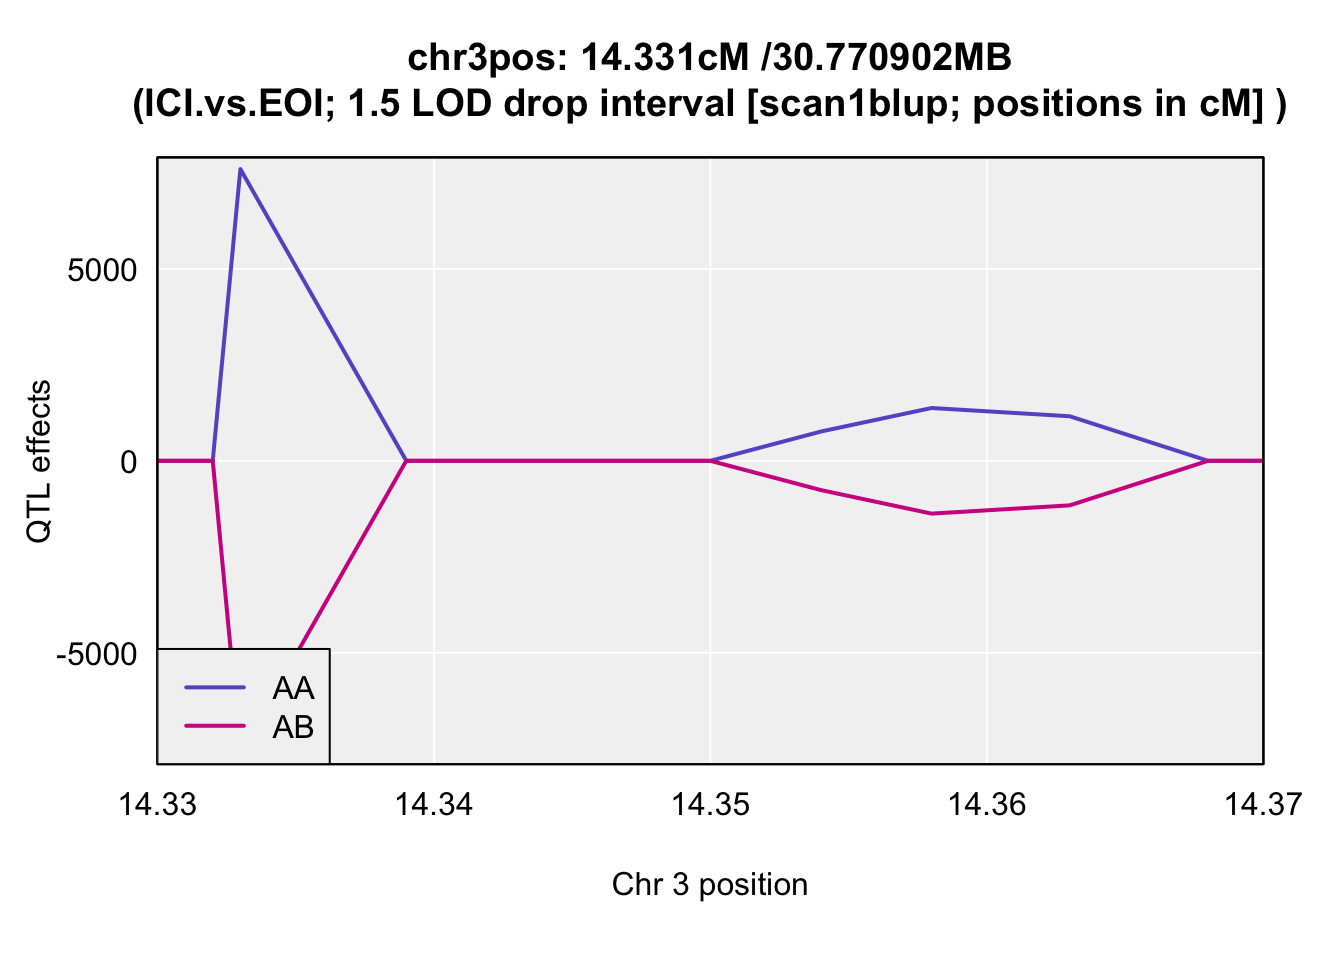 chr3pos: 14.331cM /30.770902MB
(ICI.vs.EOI; 1.5 LOD drop interval [scan1blup; positions in cM] )
QTL effects
5000
0
-5000
AA
AB
14.33 14.34 14.35 14.36 14.37
Chr 3 position